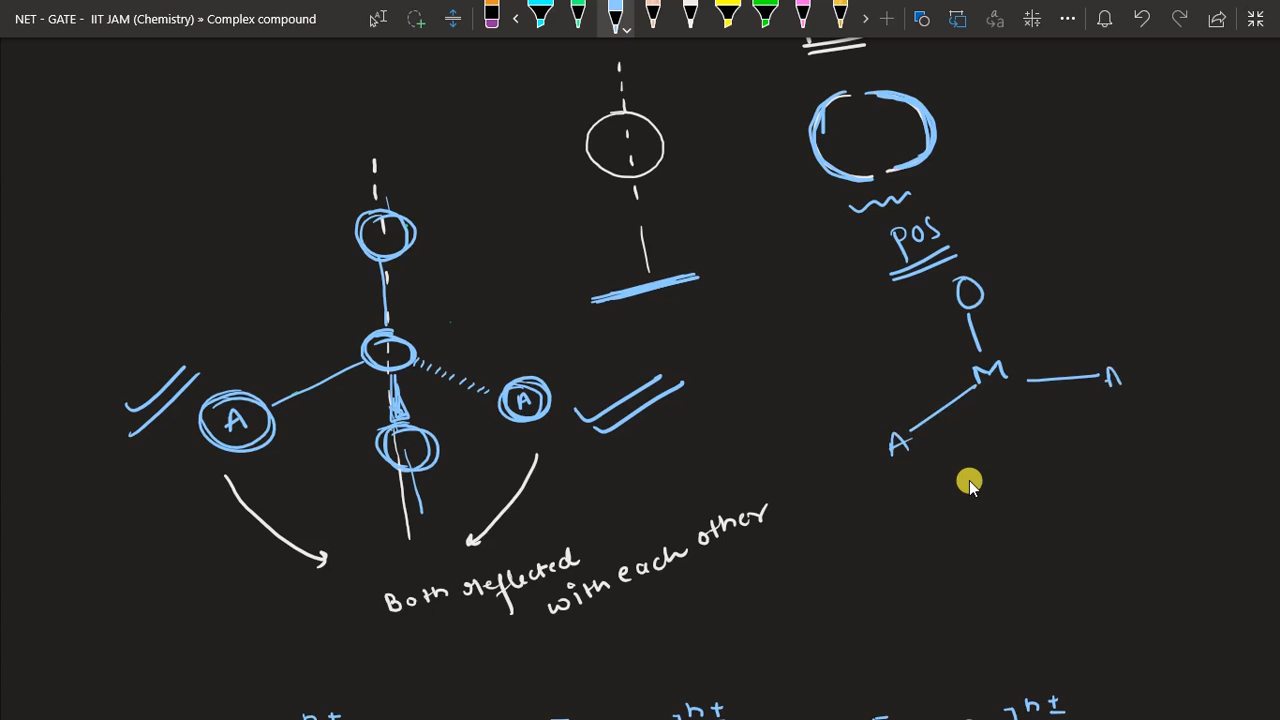 NET - GATE - IIT JAM (Chemistry) » Complex compound
POS
O
M
A
A
A
A
Both reflected
with each other
n±
n±
n±